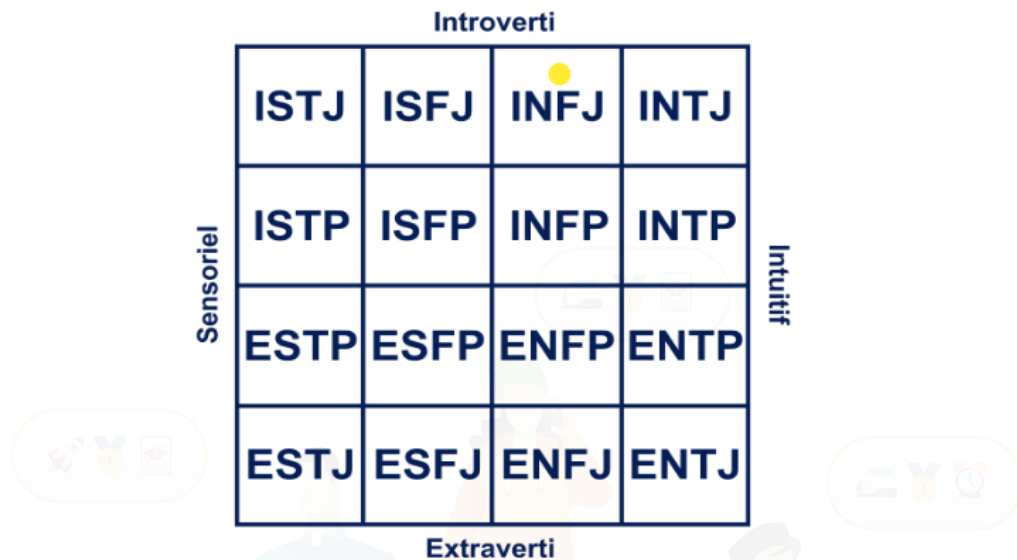 Introverti
ISTJ ISFJ INFJ INTJ
ISTP ISFP INFP INTP
Sensoriel
Intuitif
ESTP ESFP ENFP ENTP
ESTJ ESFJ ENFJ ENTJ
Extraverti